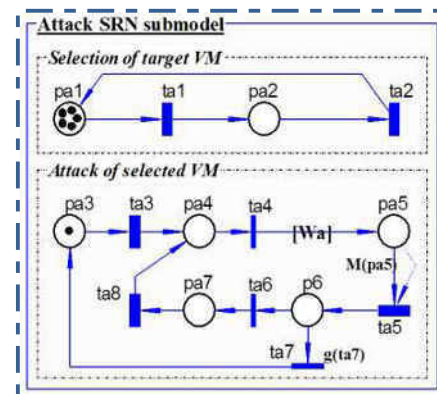 Attack SRN submodel
Selection of target VM
pa1
ta1
pa2
ta2
Attack of selected VM
pa3
ta3
pa4
ta4
[Wa]
pa5
M(pa5)
ta8
pa7
ta6
p6
ta5
ta7
g(ta7)